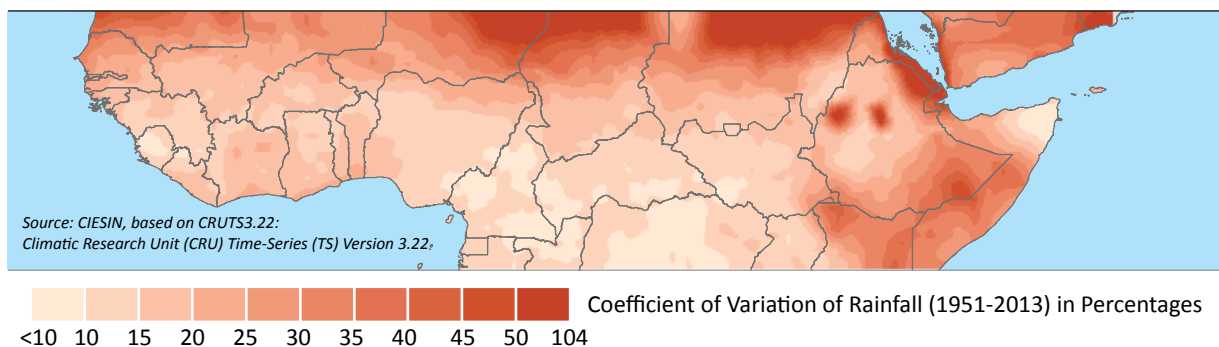 Source: CIESIN, based on CRUTS3.22:
Climatic Research Unit (CRU) Time-Series (TS) Version 3.22.
Coefficient of Variation of Rainfall (1951-2013) in Percentages
<10 10 15 20 25 30 35 40 45 50 104